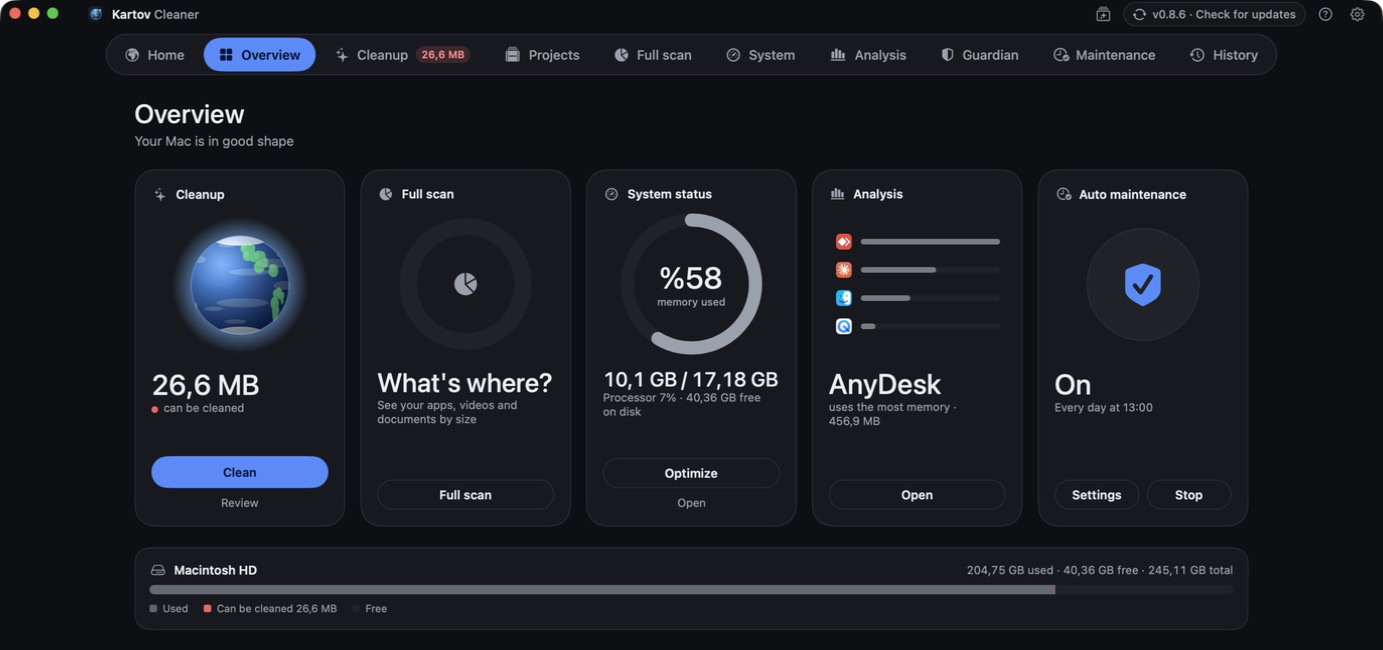 Kartov Cleaner
v0.8.6 · Check for updates
Home
Overview
Cleanup 26,6 MB
Projects
Full scan
System
Analysis
Guardian
Maintenance
History
Overview
Your Mac is in good shape
Cleanup
26,6 MB
can be cleaned
Clean
Review
Full scan
What's where?
See your apps, videos and
documents by size
Full scan
System status
%58
memory used
10,1 GB / 17,18 GB
Processor 7% · 40,36 GB free
on disk
Optimize
Open
Analysis
AnyDesk
uses the most memory ·
456,9 MB
Open
Auto maintenance
On
Every day at 13:00
Settings
Stop
Macintosh HD
204,75 GB used · 40,36 GB free · 245,11 GB total
Used
Can be cleaned 26,6 MB
Free